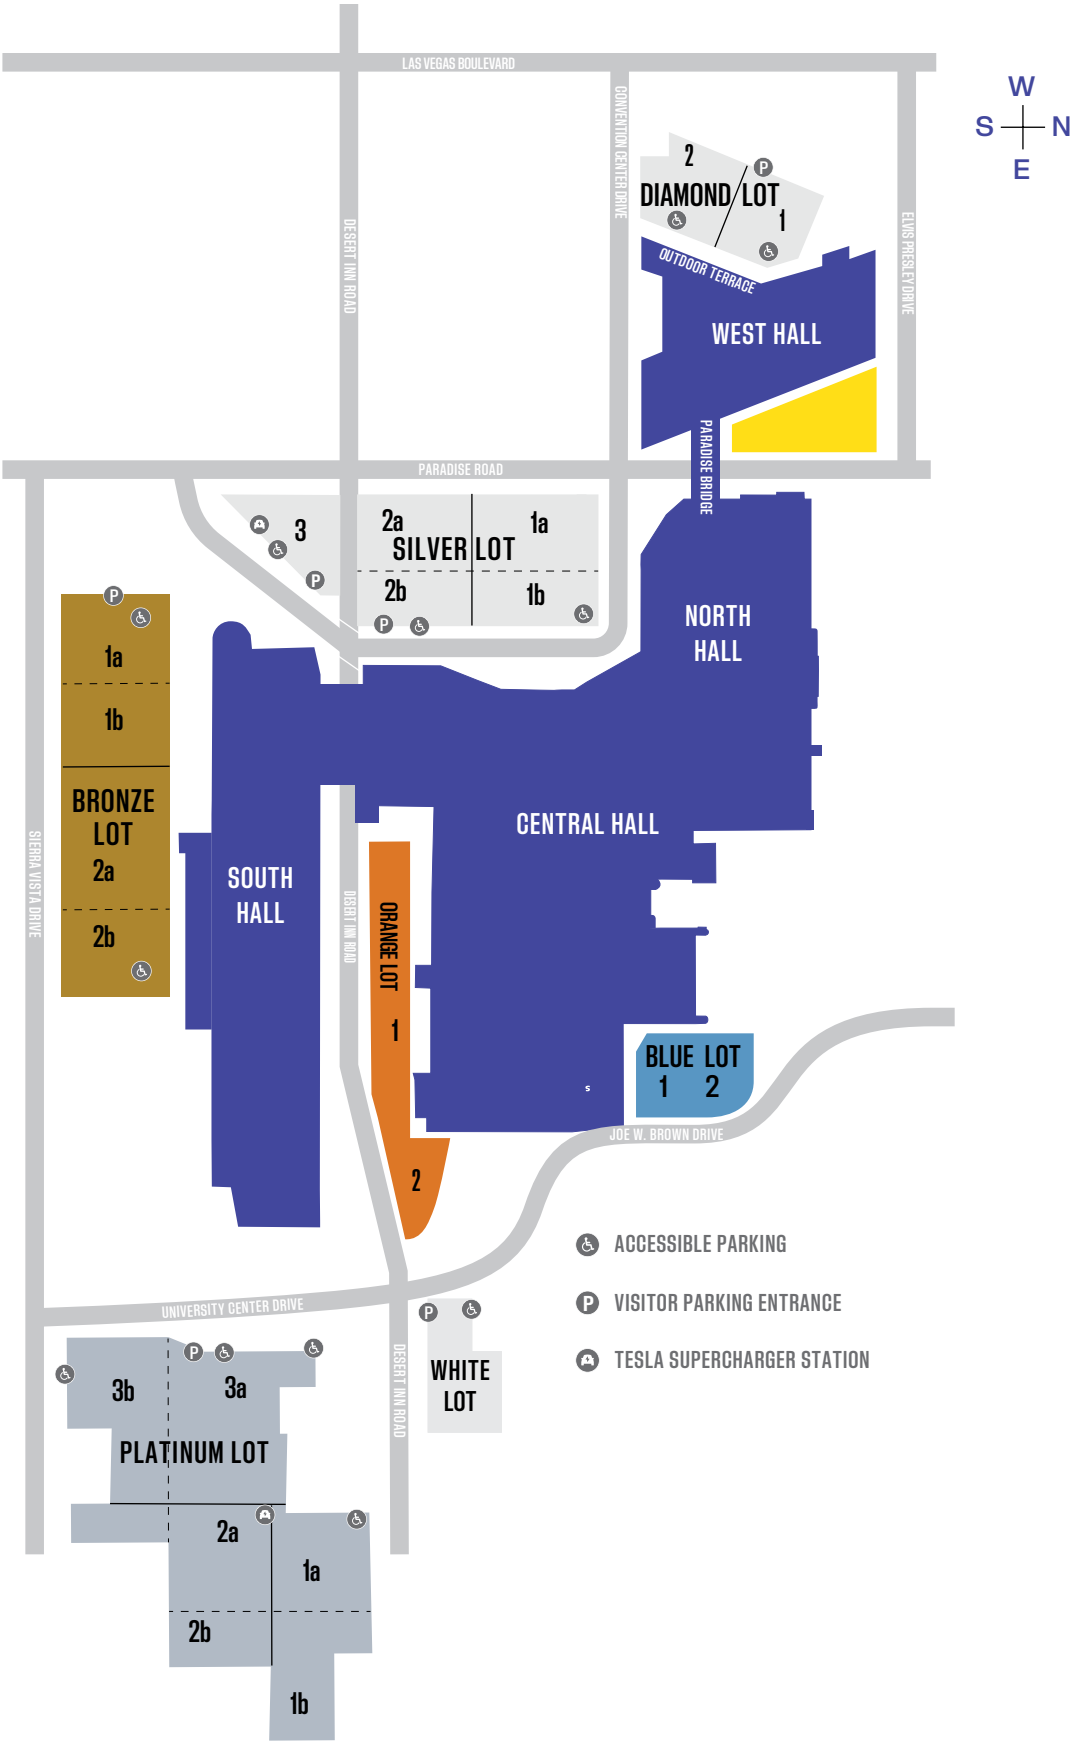 LAS VEGAS BOULEVARD
W
S
N
E
CONVENTION CENTER DRIVE
2
P
DIAMOND LOT
1
DESERT INN ROAD
ELVIS PRESLEY DRIVE
OUTDOOR TERRACE
WEST HALL
PARADISE BRIDGE
PARADISE ROAD
3
2a
1a
SILVER LOT
P
2b
1b
P
P
NORTH
HALL
1a
1b
BRONZE
LOT
2a
2b
SIERRA VISTA DRIVE
CENTRAL HALL
SOUTH
HALL
DESERT INN ROAD
ORANGE LOT
1
2
BLUE LOT
1 2
S
JOE W. BROWN DRIVE
ACCESSIBLE PARKING
P
VISITOR PARKING ENTRANCE
TESLA SUPERCHARGER STATION
UNIVERSITY CENTER DRIVE
P
WHITE
LOT
DESERT INN ROAD
P
3b
3a
PLATINUM LOT
2a
1a
2b
1b